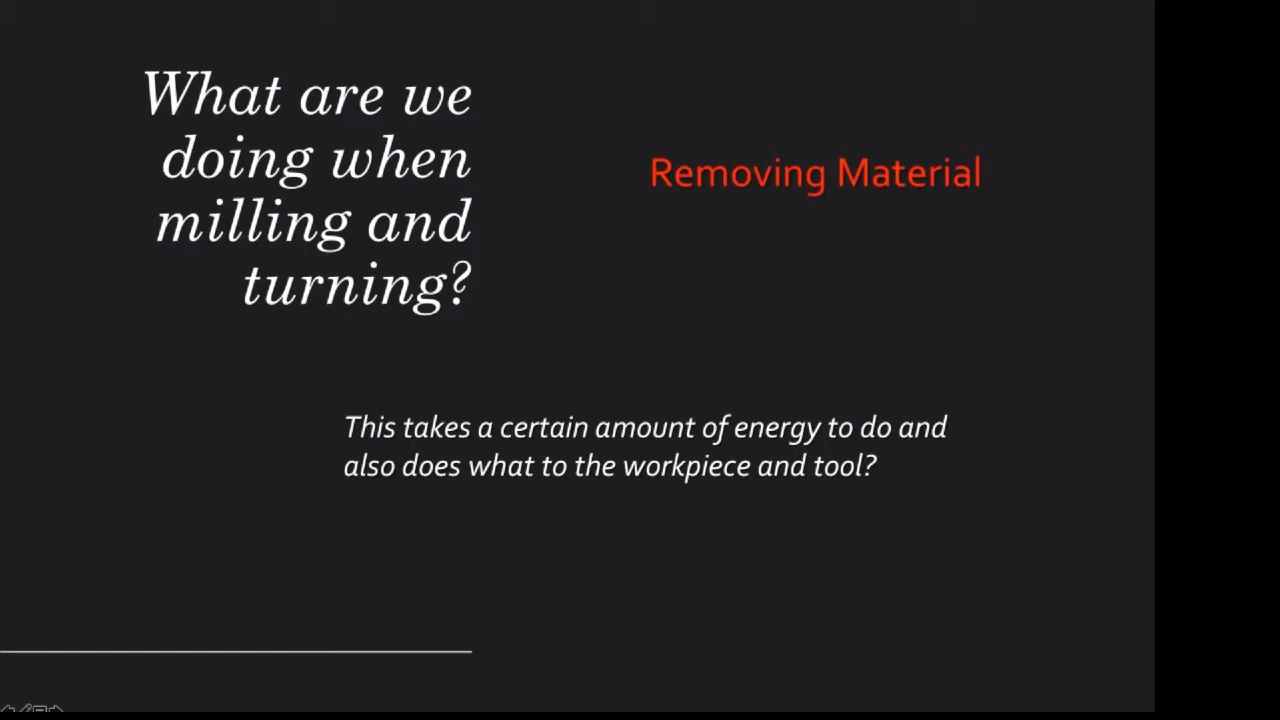 What are we
doing when
milling and
turning?
Removing Material
This takes a certain amount of energy to do and
also does what to the workpiece and tool?